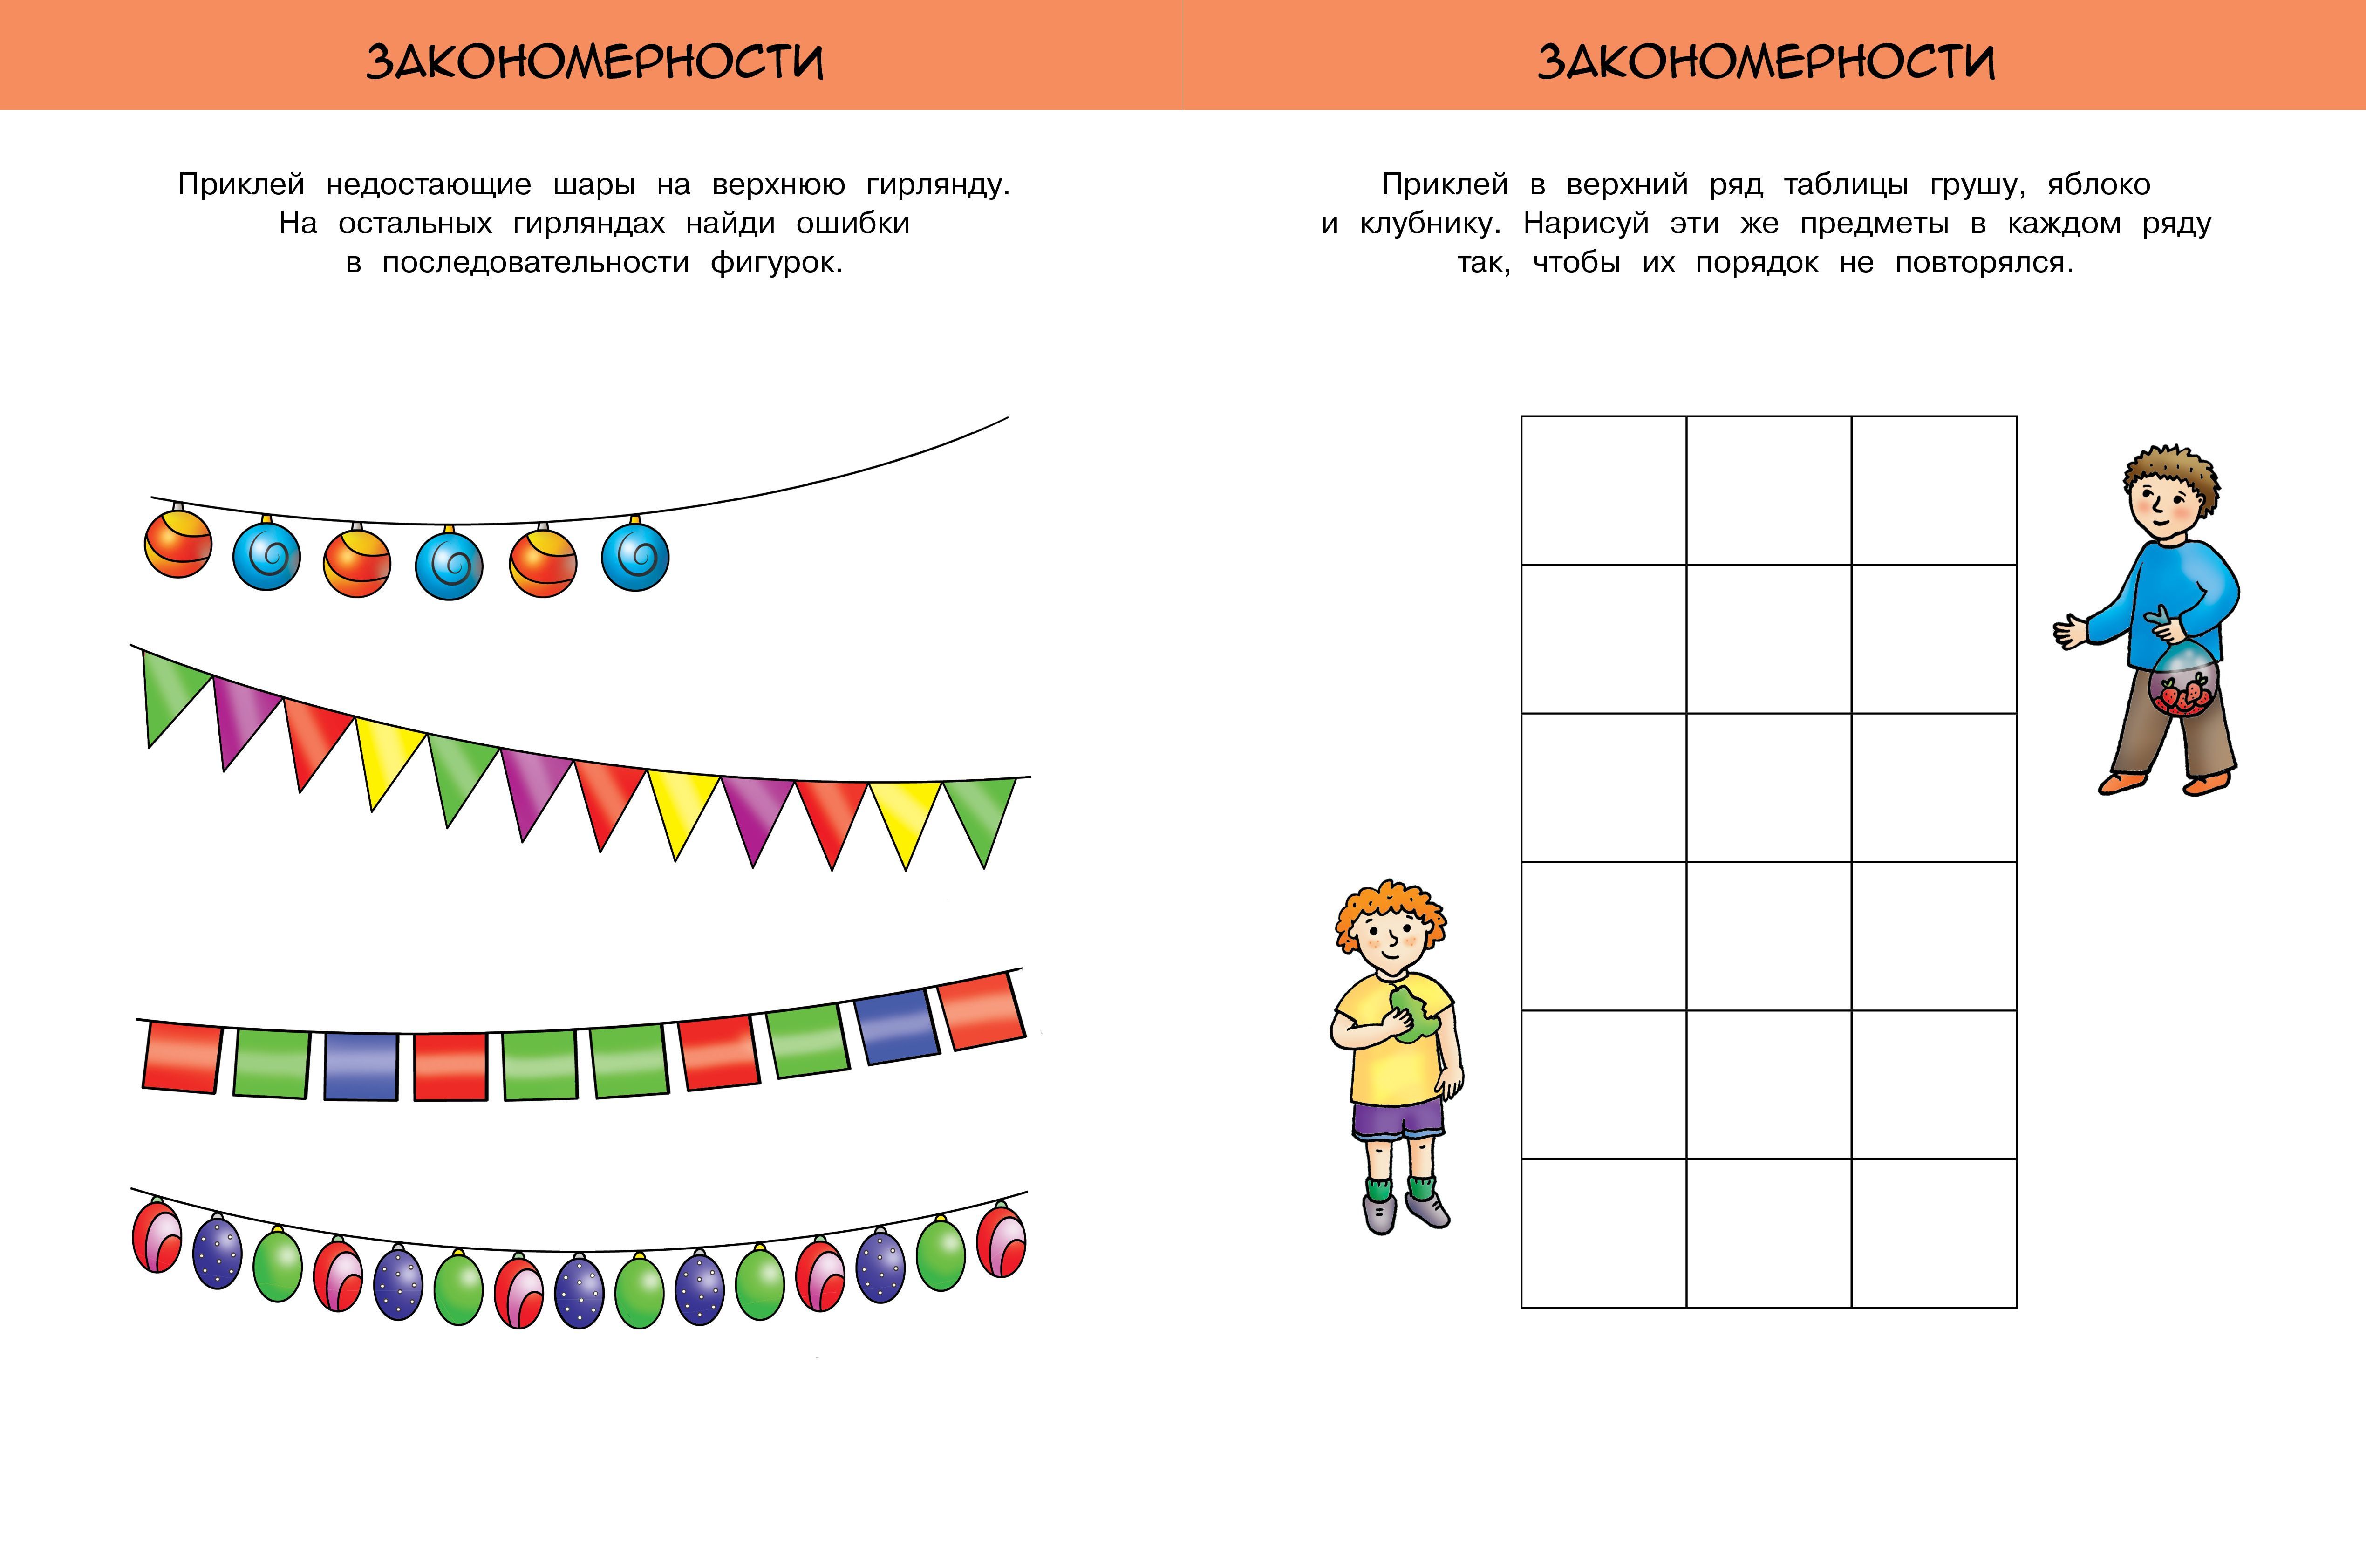 ЗАКОНОМЕРНОСТИ
Приклей недостающие шары на верхнюю гирлянду.
На остальных гирляндах найди ошибки
в последовательности фигурок.
ЗАКОНОМЕРНОСТИ
Приклей в верхний ряд таблицы грушу, яблоко
и клубнику. Нарисуй эти же предметы в каждом ряду
так, чтобы их порядок не повторялся.